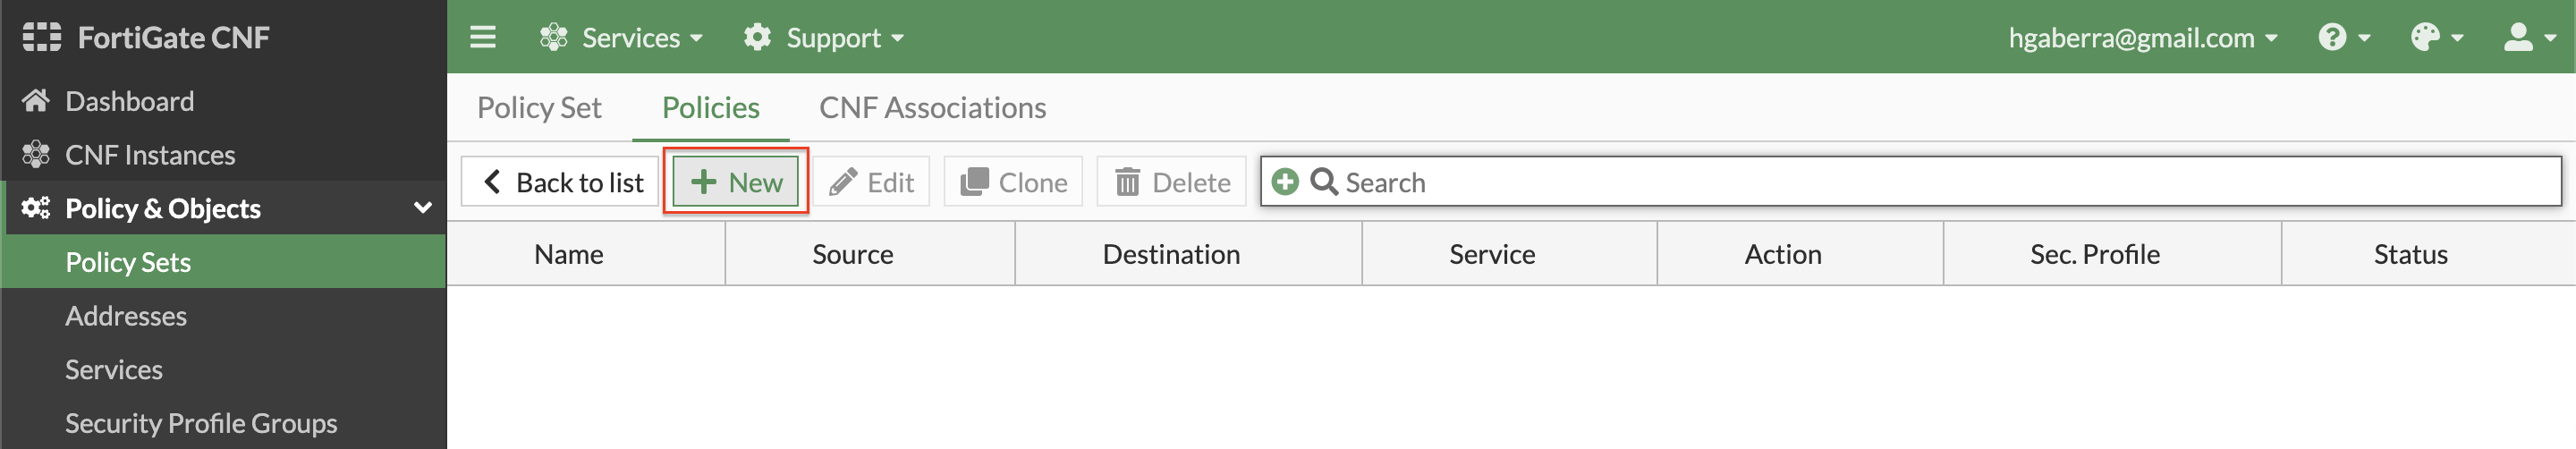 FortiGate CNF
Services
Support
hgaberra@gmail.com
Dashboard
CNF Instances
Policy & Objects
Policy Sets
Addresses
Services
Security Profile Groups
Policy Set
Policies
CNF Associations
Back to list
New
Edit
Clone
Delete
Search
Name
Source
Destination
Service
Action
Sec. Profile
Status